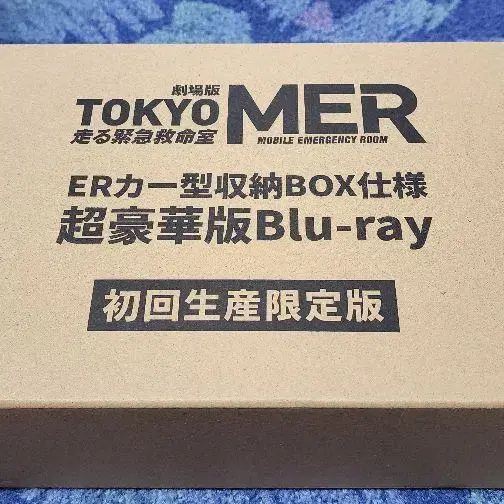 劇場版
TOKYO MER
走る緊急救命室 MOBILE EMERGENCY ROOM
ERカー型収納BOX仕様
超豪華版Blu-ray
初回生産限定版